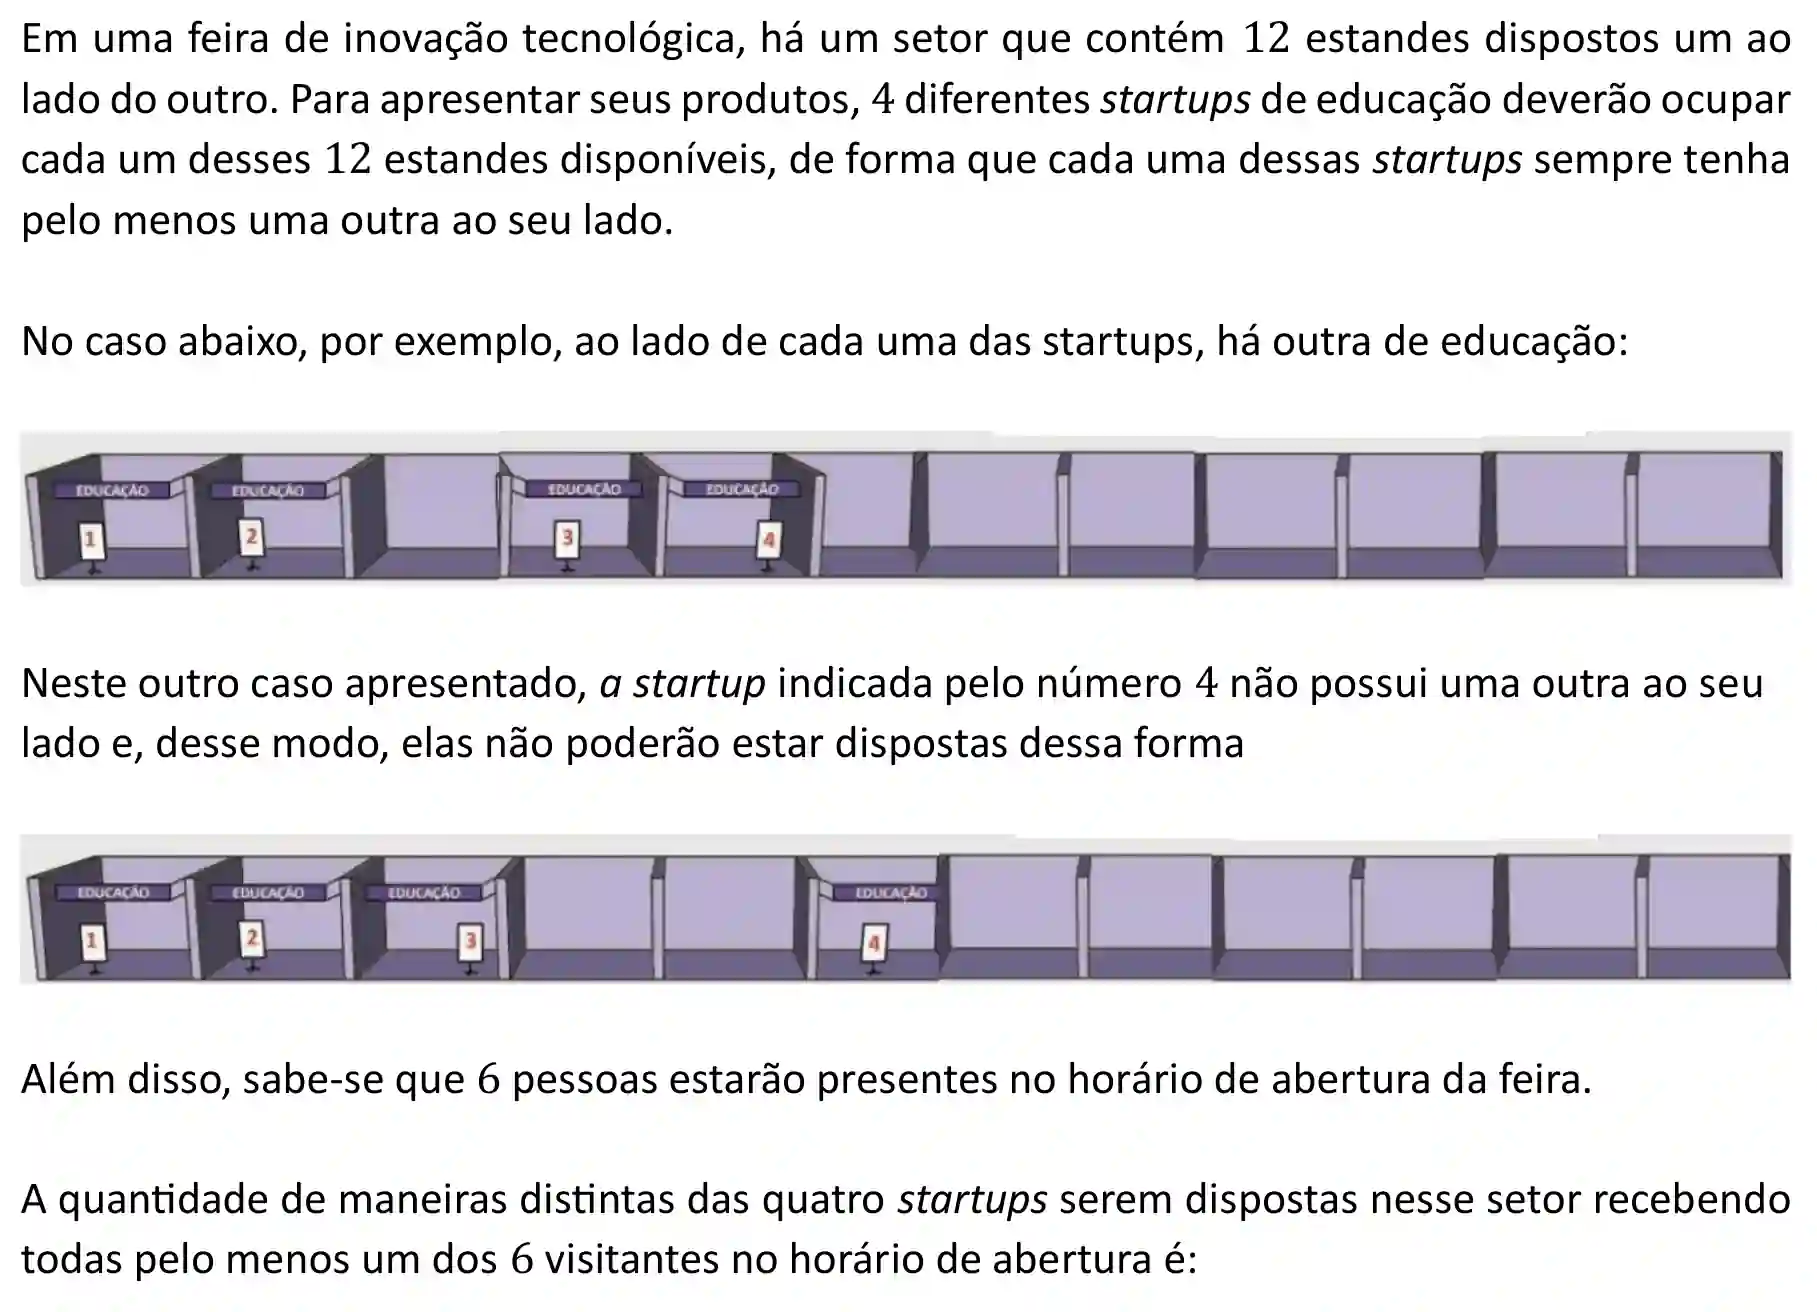 Em uma feira de inovação tecnológica, há um setor que contém 12 estandes dispostos um ao
lado do outro. Para apresentar seus produtos, 4 diferentes startups de educação deverão ocupar
cada um desses 12 estandes disponíveis, de forma que cada uma dessas startups sempre tenha
pelo menos uma outra ao seu lado.
No caso abaixo, por exemplo, ao lado de cada uma das startups, há outra de educação:
EDUCAÇÃO EDUCAÇÃO EDUCAÇÃO EDUCAÇÃO
1 2 3 4
Neste outro caso apresentado, a startup indicada pelo número 4 não possui uma outra ao seu
lado e, desse modo, elas não poderão estar dispostas dessa forma
EDUCAÇÃO EDUCAÇÃO EDUCAÇÃO EDUCAÇÃO
1 2 3 4
Além disso, sabe-se que 6 pessoas estarão presentes no horário de abertura da feira.
A quantidade de maneiras distintas das quatro startups serem dispostas nesse setor recebendo
todas pelo menos um dos 6 visitantes no horário de abertura é: